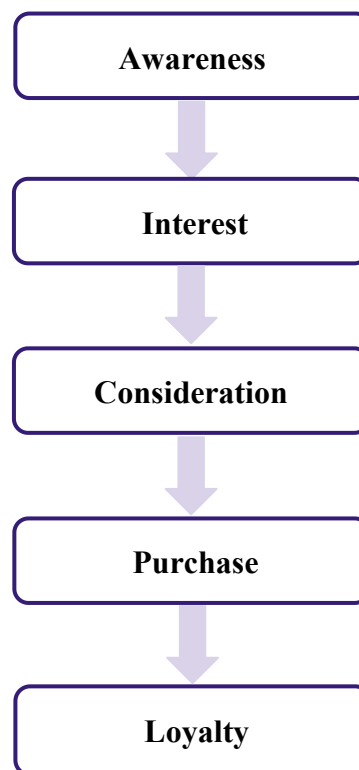 Awareness
Interest
Consideration
Purchase
Loyalty